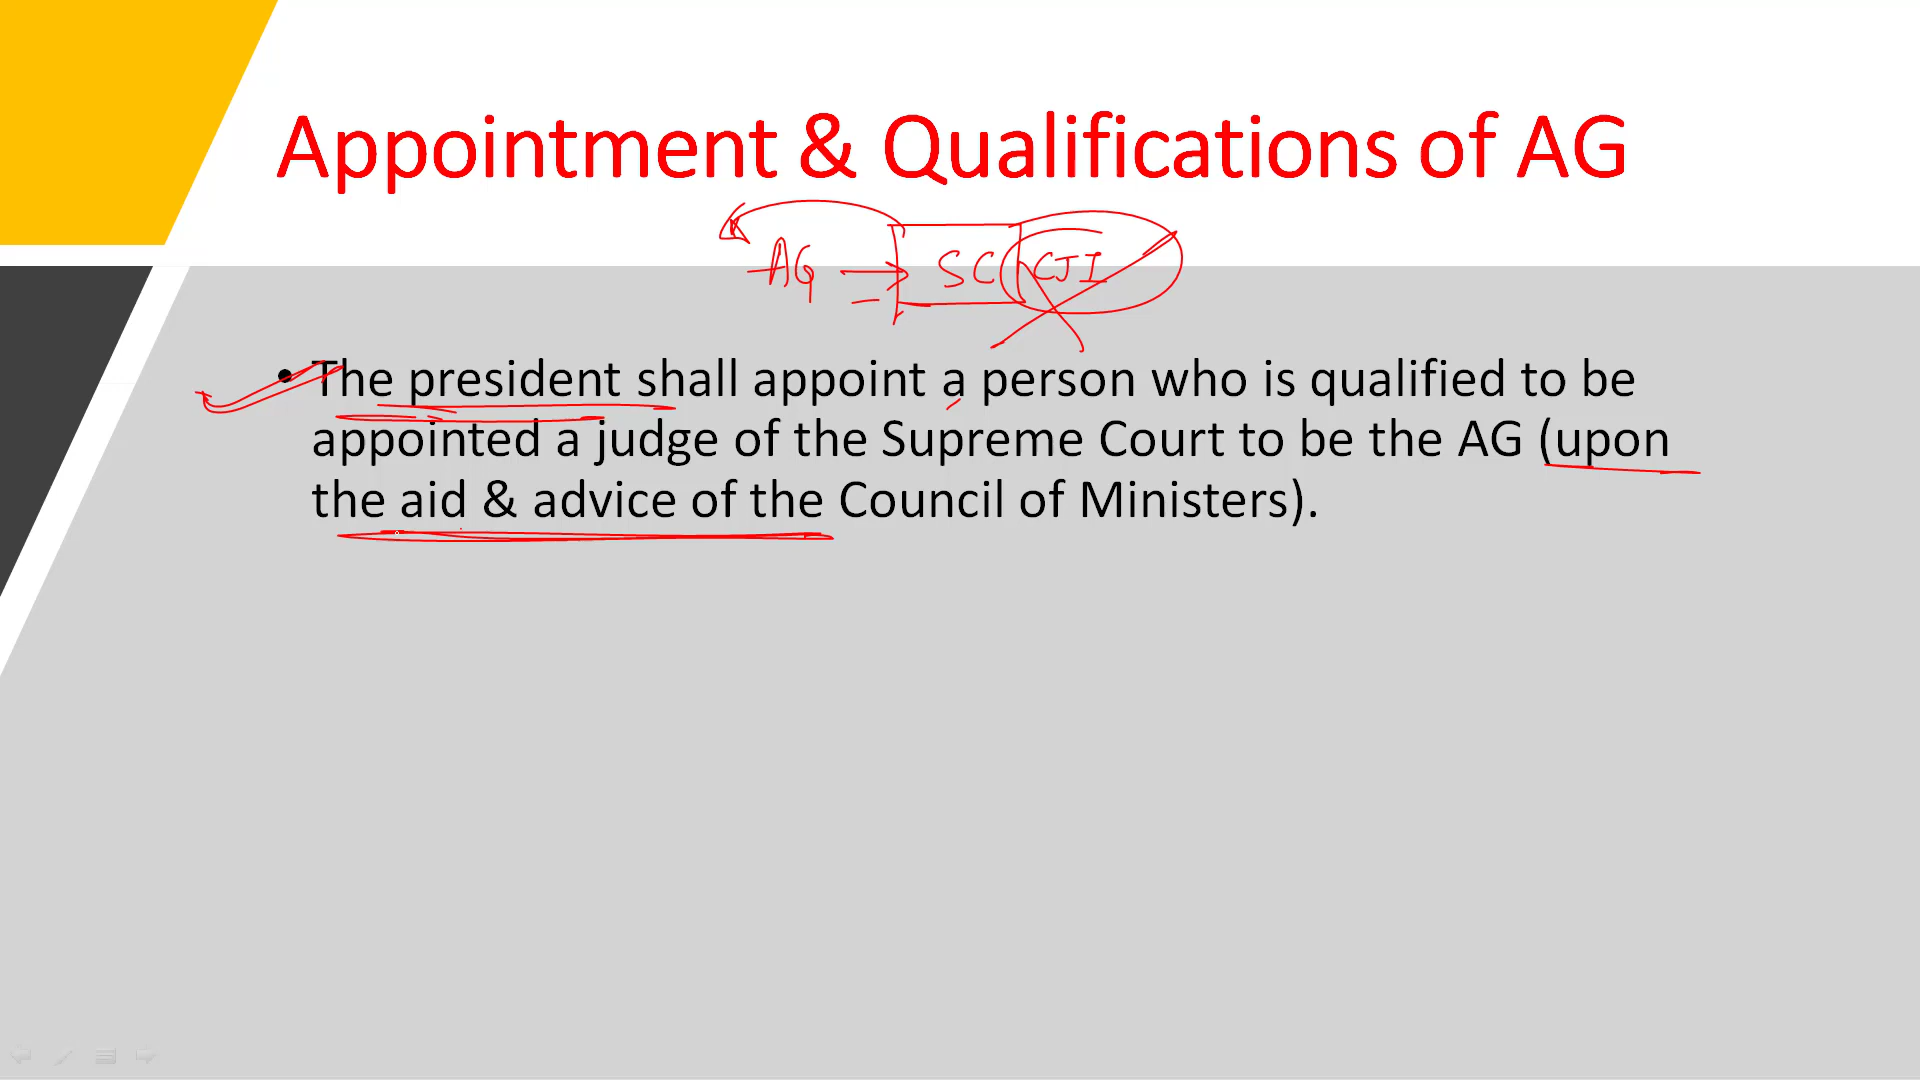 Appointment & Qualifications of AG
AG → SC CJI
• The president shall appoint a person who is qualified to be
appointed a judge of the Supreme Court to be the AG (upon
the aid & advice of the Council of Ministers).